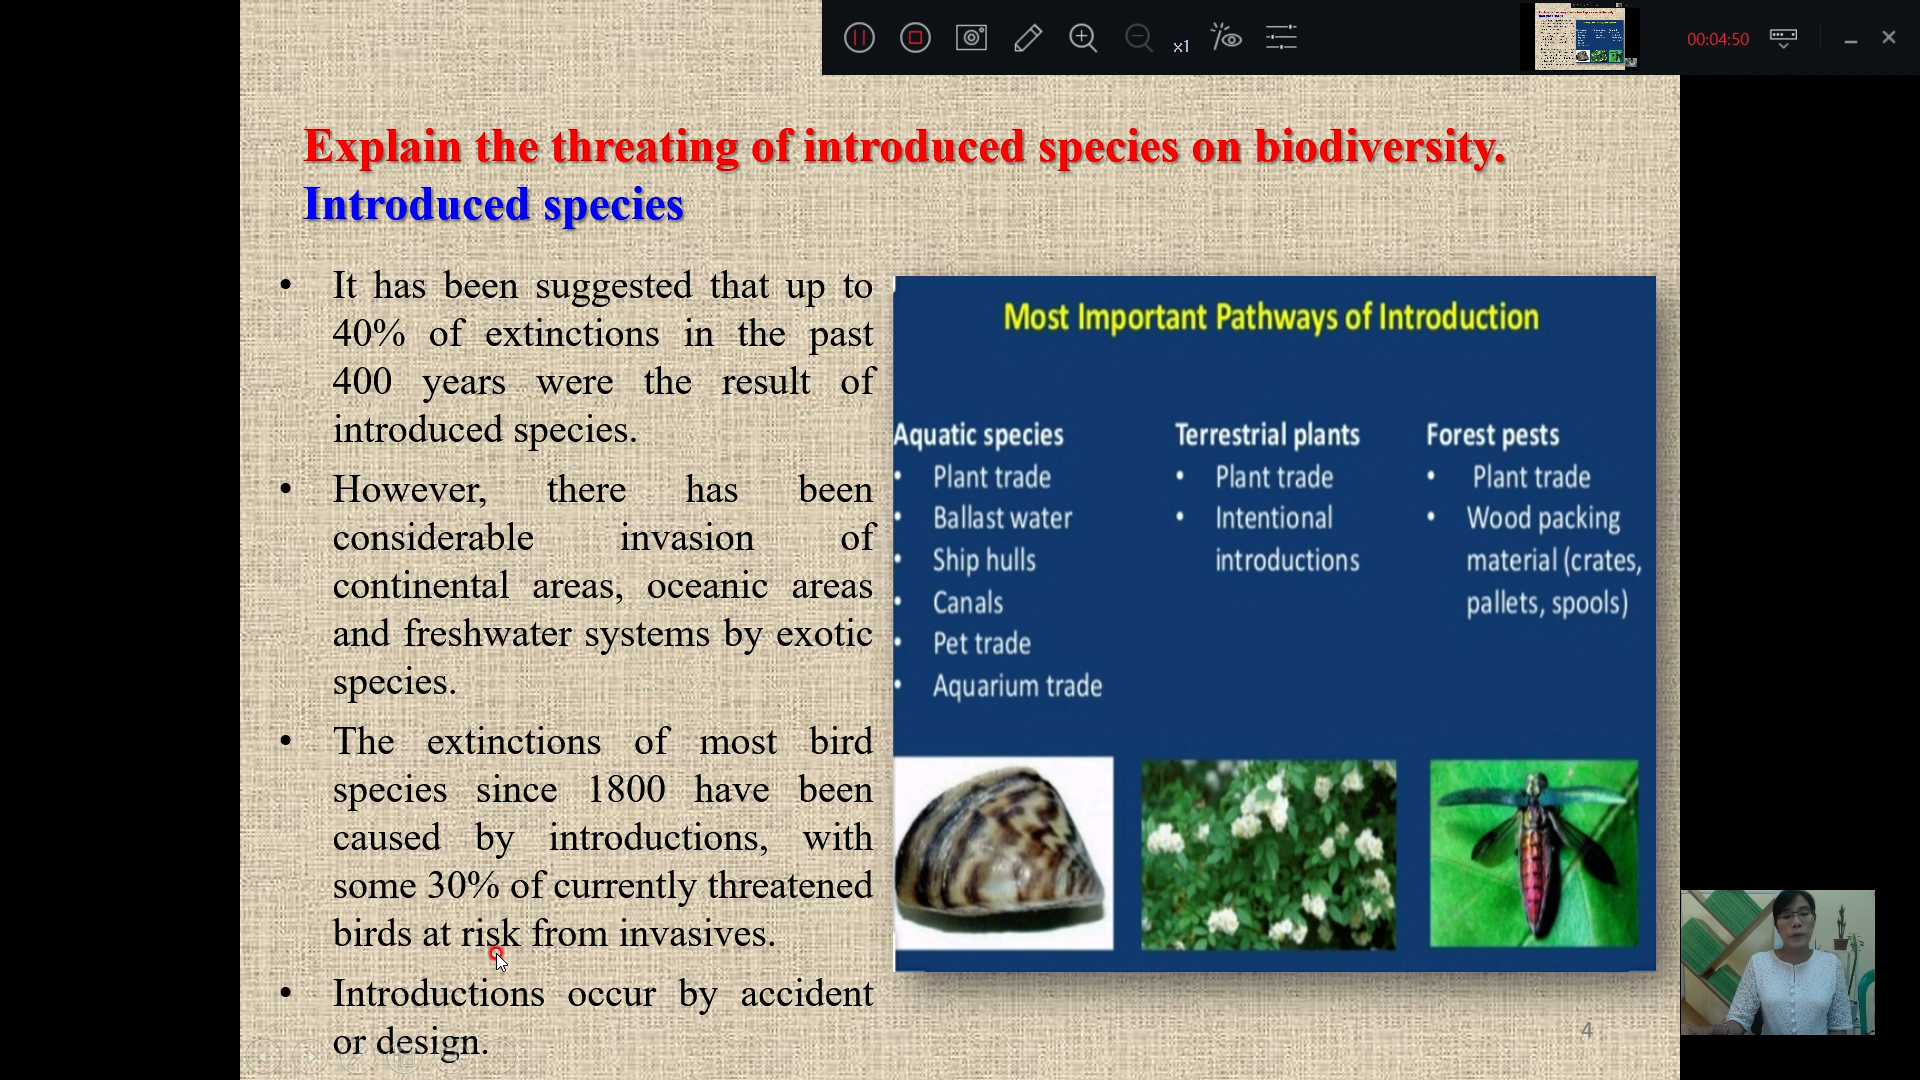 x1
00:04:50
Explain the threating of introduced species on biodiversity.
Introduced species
• It has been suggested that up to
40% of extinctions in the past
400 years were the result of
introduced species.
• However, there has been
considerable invasion of
continental areas, oceanic areas
and freshwater systems by exotic
species.
• The extinctions of most bird
species since 1800 have been
caused by introductions, with
some 30% of currently threatened
birds at risk from invasives.
• Introductions occur by accident
or design.
Most Important Pathways of Introduction
Aquatic species
• Plant trade
• Ballast water
• Ship hulls
• Canals
• Pet trade
• Aquarium trade
Terrestrial plants
• Plant trade
• Intentional
introductions
Forest pests
• Plant trade
• Wood packing
material (crates,
pallets, spools)
4